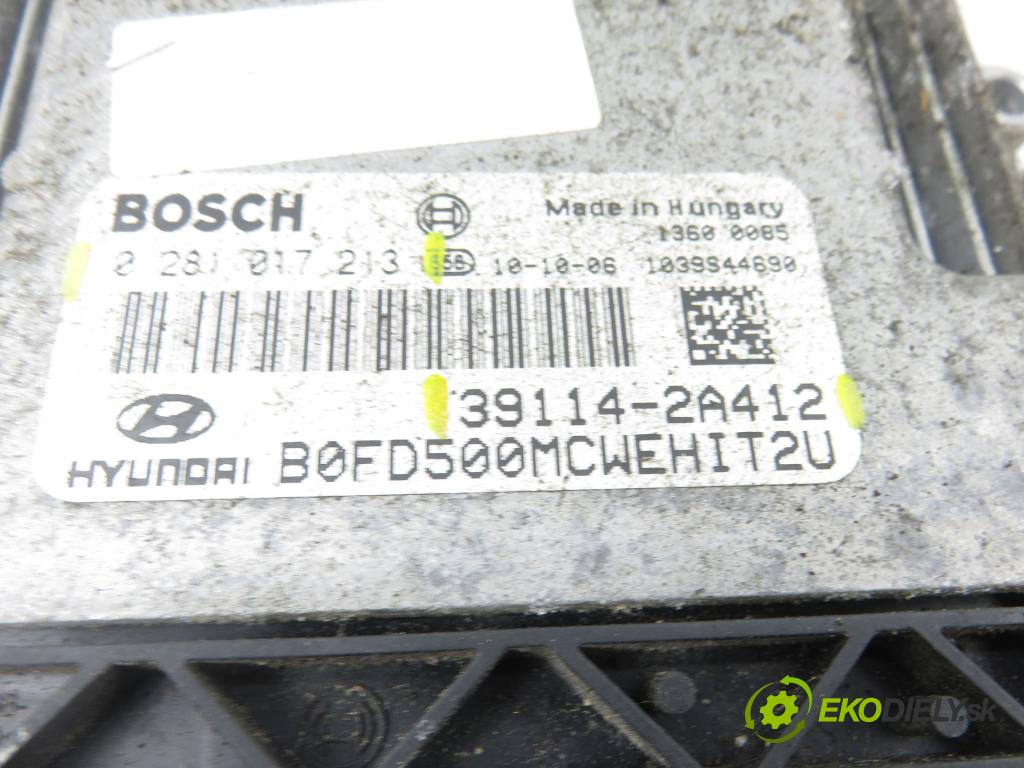 BOSCH
Made in Hungary
1360 0085
0 281 017 213 10-10-06 1039S44690
39114-2A412
HYUNDAI B0FD500MCWEHIT2U
EKODIELY.sk